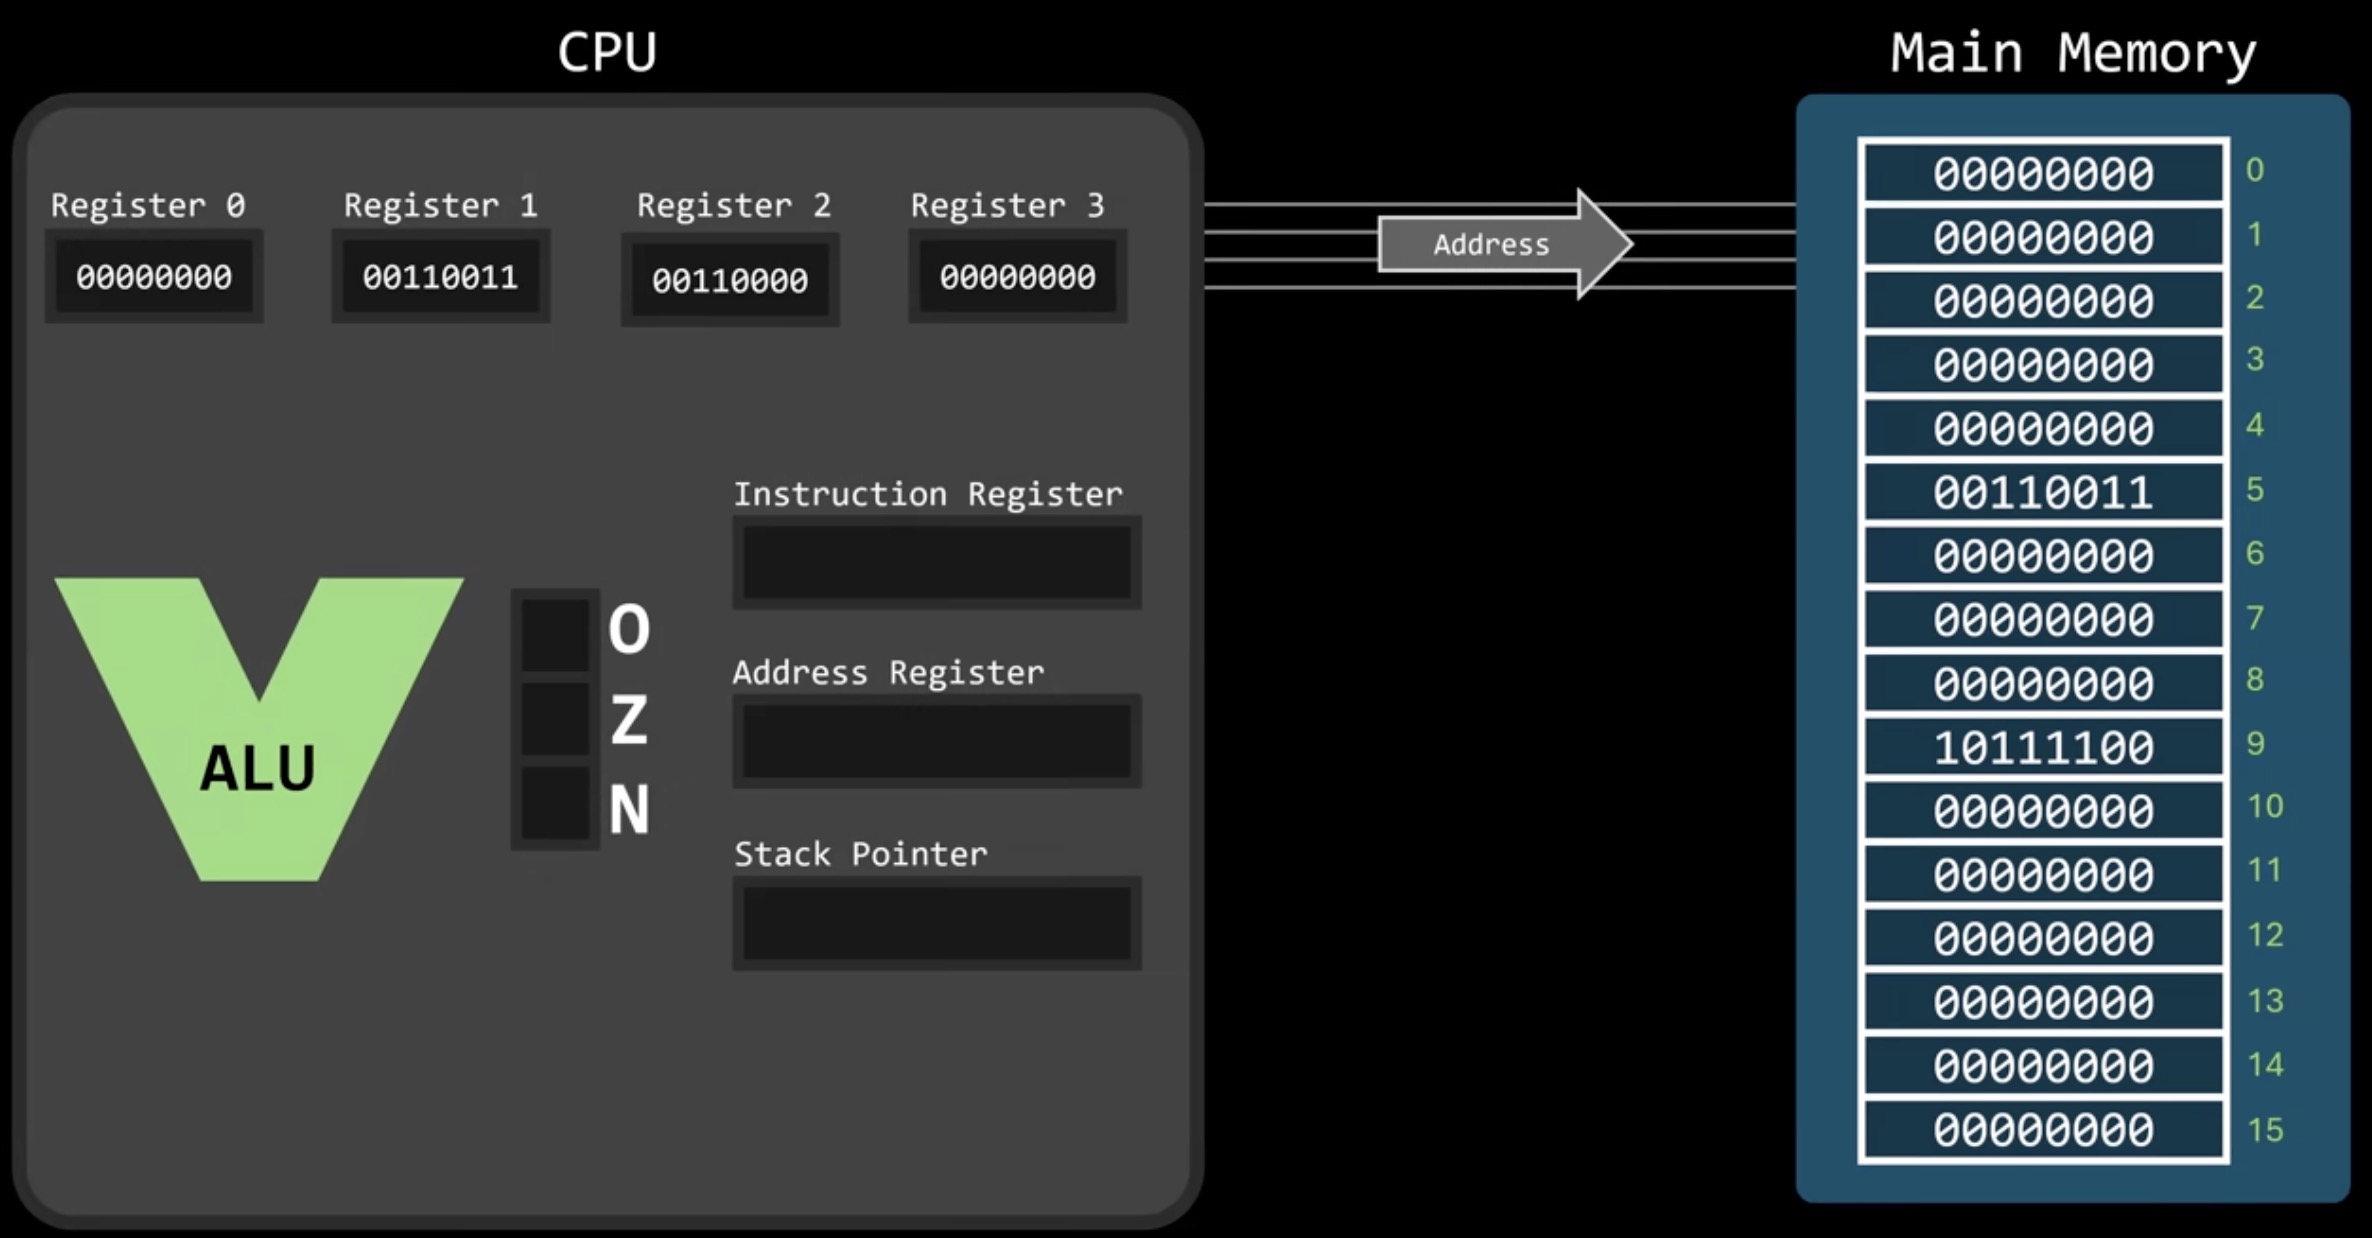 CPU
Main Memory
Register 0
Register 1
Register 2
Register 3
00000000
00110011
00110000
00000000
Address
Instruction Register
Address Register
Stack Pointer
ALU
O
Z
N
00000000 0
00000000 1
00000000 2
00000000 3
00000000 4
00110011 5
00000000 6
00000000 7
00000000 8
10111100 9
00000000 10
00000000 11
00000000 12
00000000 13
00000000 14
00000000 15